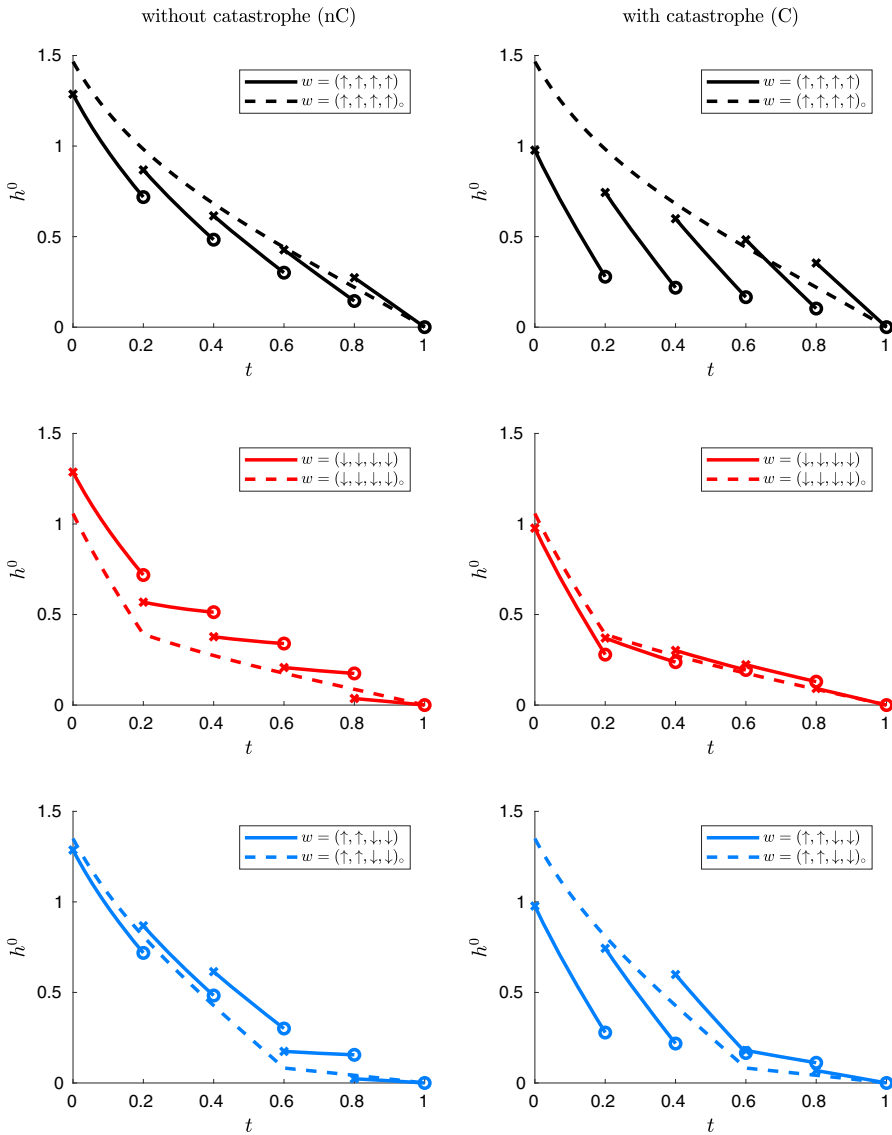 without catastrophe (nC)
with catastrophe (C)
1.5
1
0.5
0
h⁰
w = (↑, ↑, ↑, ↑)
w = (↑, ↑, ↑, ↑)∘
0 0.2 0.4 0.6 0.8 1
t
1.5
1
0.5
0
h⁰
w = (↑, ↑, ↑, ↑)
w = (↑, ↑, ↑, ↑)∘
0 0.2 0.4 0.6 0.8 1
t
1.5
1
0.5
0
h⁰
w = (↓, ↓, ↓, ↓)
w = (↓, ↓, ↓, ↓)∘
0 0.2 0.4 0.6 0.8 1
t
1.5
1
0.5
0
h⁰
w = (↓, ↓, ↓, ↓)
w = (↓, ↓, ↓, ↓)∘
0 0.2 0.4 0.6 0.8 1
t
1.5
1
0.5
0
h⁰
w = (↑, ↑, ↓, ↓)
w = (↑, ↑, ↓, ↓)∘
0 0.2 0.4 0.6 0.8 1
t
1.5
1
0.5
0
h⁰
w = (↑, ↑, ↓, ↓)
w = (↑, ↑, ↓, ↓)∘
0 0.2 0.4 0.6 0.8 1
t